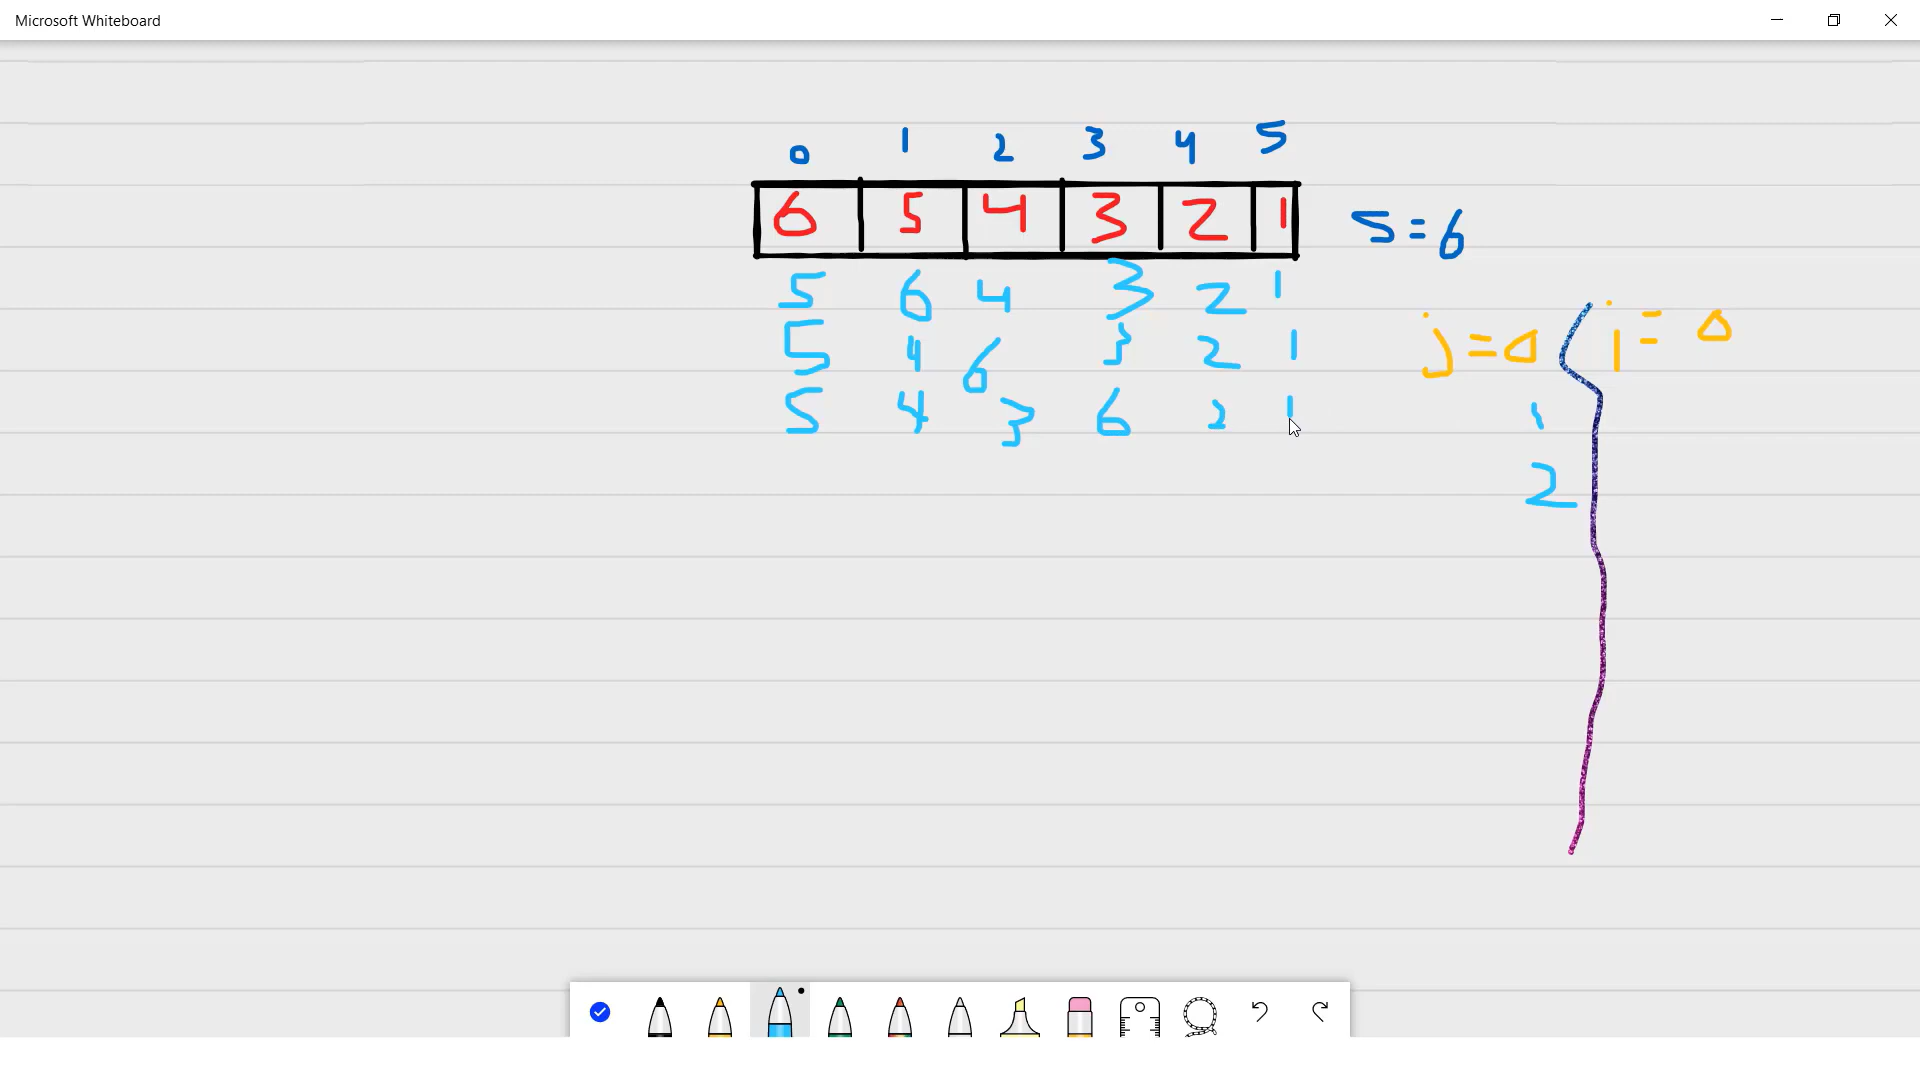 Microsoft Whiteboard
0 1 2 3 4 5
6 5 4 3 2 1
S = 6
5 6 4 3 2 1
j = 0 i = 0
5 4 6 3 2 1
5 4 3 6 2 1
1
2